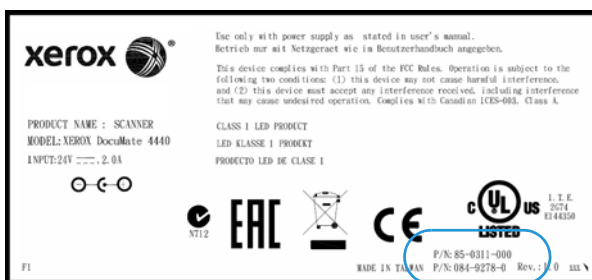 xerox ®
Use only with power supply as stated in user's manual.
Betrieb nur mit Netzgeraet wie im Benutzerhandbuch angegeben.
This device complies with Part 15 of the FCC Rules. Operation is subject to the
following two conditions: (1) this device may not cause harmful interference,
and (2) this device must accept any interference received, including interference
that may cause undesired operation. Complies with Canadian ICES-003, Class A.
PRODUCT NAME : SCANNER
MODEL: XEROX DocuMate 4440
INPUT:24V , 2.0A
CLASS 1 LED PRODUCT
LED KLASSE 1 PRODUKT
PRODUCTO LED DE CLASE 1
N712
EAC
CE
C UL US
LISTED
I.T.E.
2G74
E144350
P/N: 85-0311-000
MADE IN TAIWAN P/N: 084-9278-0 Rev.: 1.0
F1